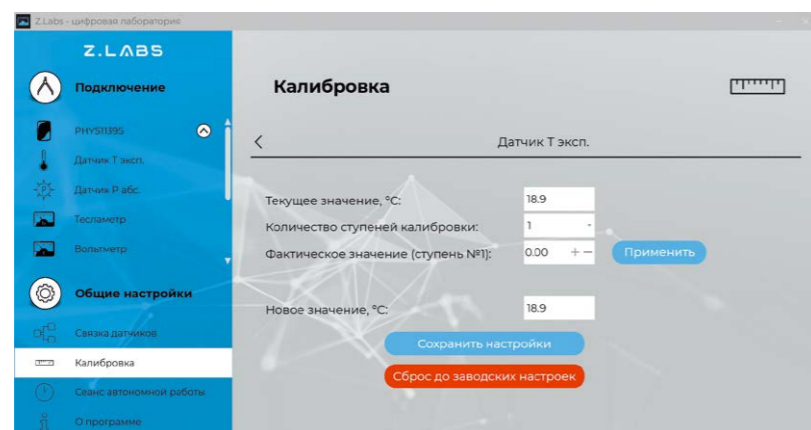 Z.Labs - цифровая лаборатория
Z.LABS
Подключение
PHYS11395
Датчик Т эксп.
Датчик Р абс.
Тесламетр
Вольтметр
Общие настройки
Связка датчиков
Калибровка
Сеанс автономной работы
О программе
Калибровка
Датчик Т эксп.
Текущее значение, °С: 18.9
Количество ступеней калибровки: 1
Фактическое значение (ступень №1): 0.00 + − Применить
Новое значение, °С: 18.9
Сохранить настройки
Сброс до заводских настроек